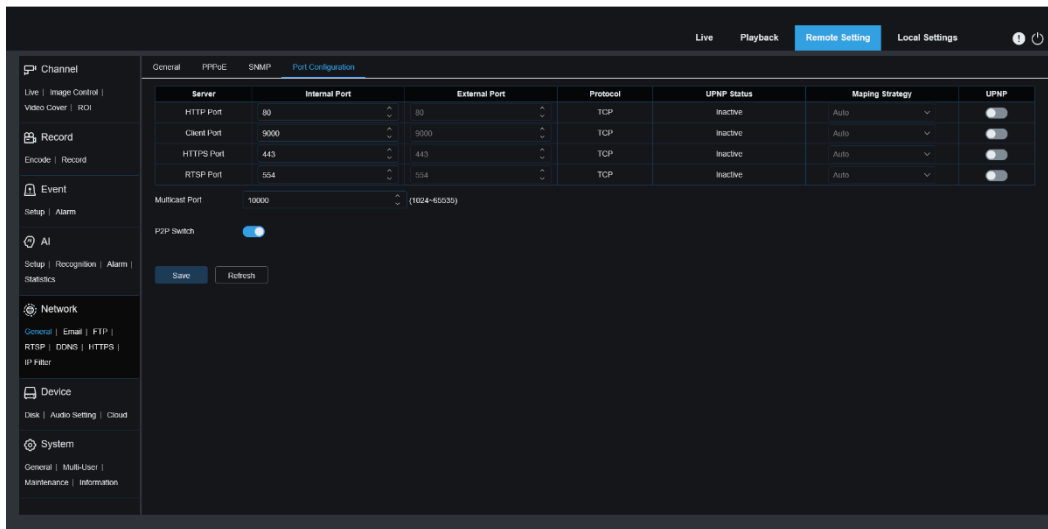 Live Playback Remote Setting Local Settings
Channel
Live | Image Control |
Video Cover | ROI
Record
Encode | Record
Event
Setup | Alarm
AI
Setup | Recognition | Alarm |
Statistics
Network
General | Email | FTP |
RTSP | DDNS | HTTPS |
IP Filter
Device
Disk | Audio Setting | Cloud
System
General | Multi-User |
Maintenance | Information
General PPPoE SNMP Port Configuration
Server Internal Port External Port Protocol UPNP Status Maping Strategy UPNP
HTTP Port 80 80 TCP Inactive Auto
Client Port 9000 9000 TCP Inactive Auto
HTTPS Port 443 443 TCP Inactive Auto
RTSP Port 554 554 TCP Inactive Auto
Multicast Port 10000 (1024~65535)
P2P Switch
Save Refresh